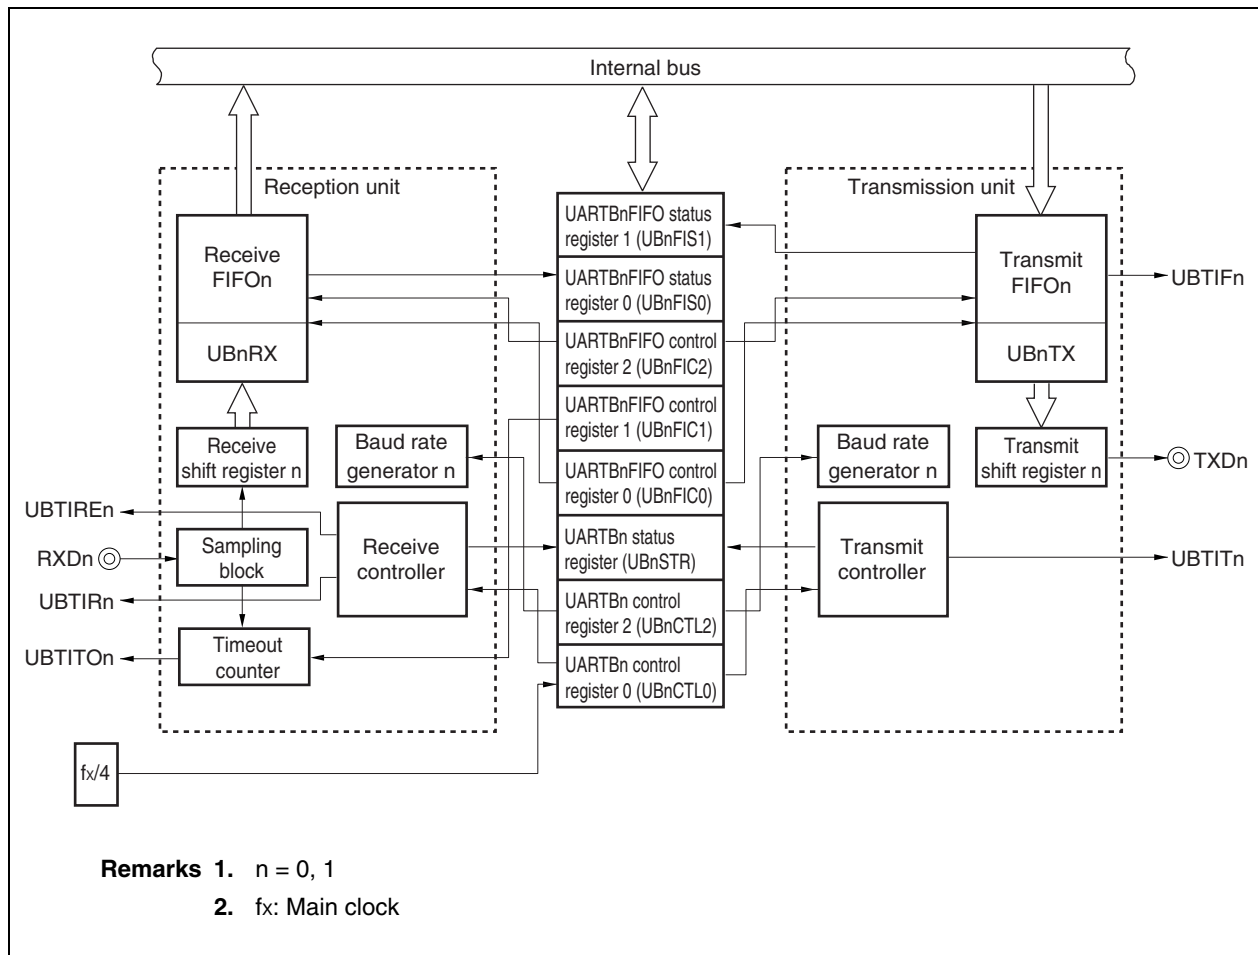 Internal bus
Reception unit
Transmission unit
Receive
FIFOn
UBnRX
Receive
shift register n
Baud rate
generator n
Sampling
block
Receive
controller
Timeout
counter
UBTIREn
RXDn
UBTIRn
UBTITOn
fx/4
UARTBnFIFO status
register 1 (UBnFIS1)
UARTBnFIFO status
register 0 (UBnFIS0)
UARTBnFIFO control
register 2 (UBnFIC2)
UARTBnFIFO control
register 1 (UBnFIC1)
UARTBnFIFO control
register 0 (UBnFIC0)
UARTBn status
register (UBnSTR)
UARTBn control
register 2 (UBnCTL2)
UARTBn control
register 0 (UBnCTL0)
Transmit
FIFOn
UBnTX
Baud rate
generator n
Transmit
shift register n
Transmit
controller
UBTIFn
TXDn
UBTITn
Remarks 1. n = 0, 1
2. fx: Main clock